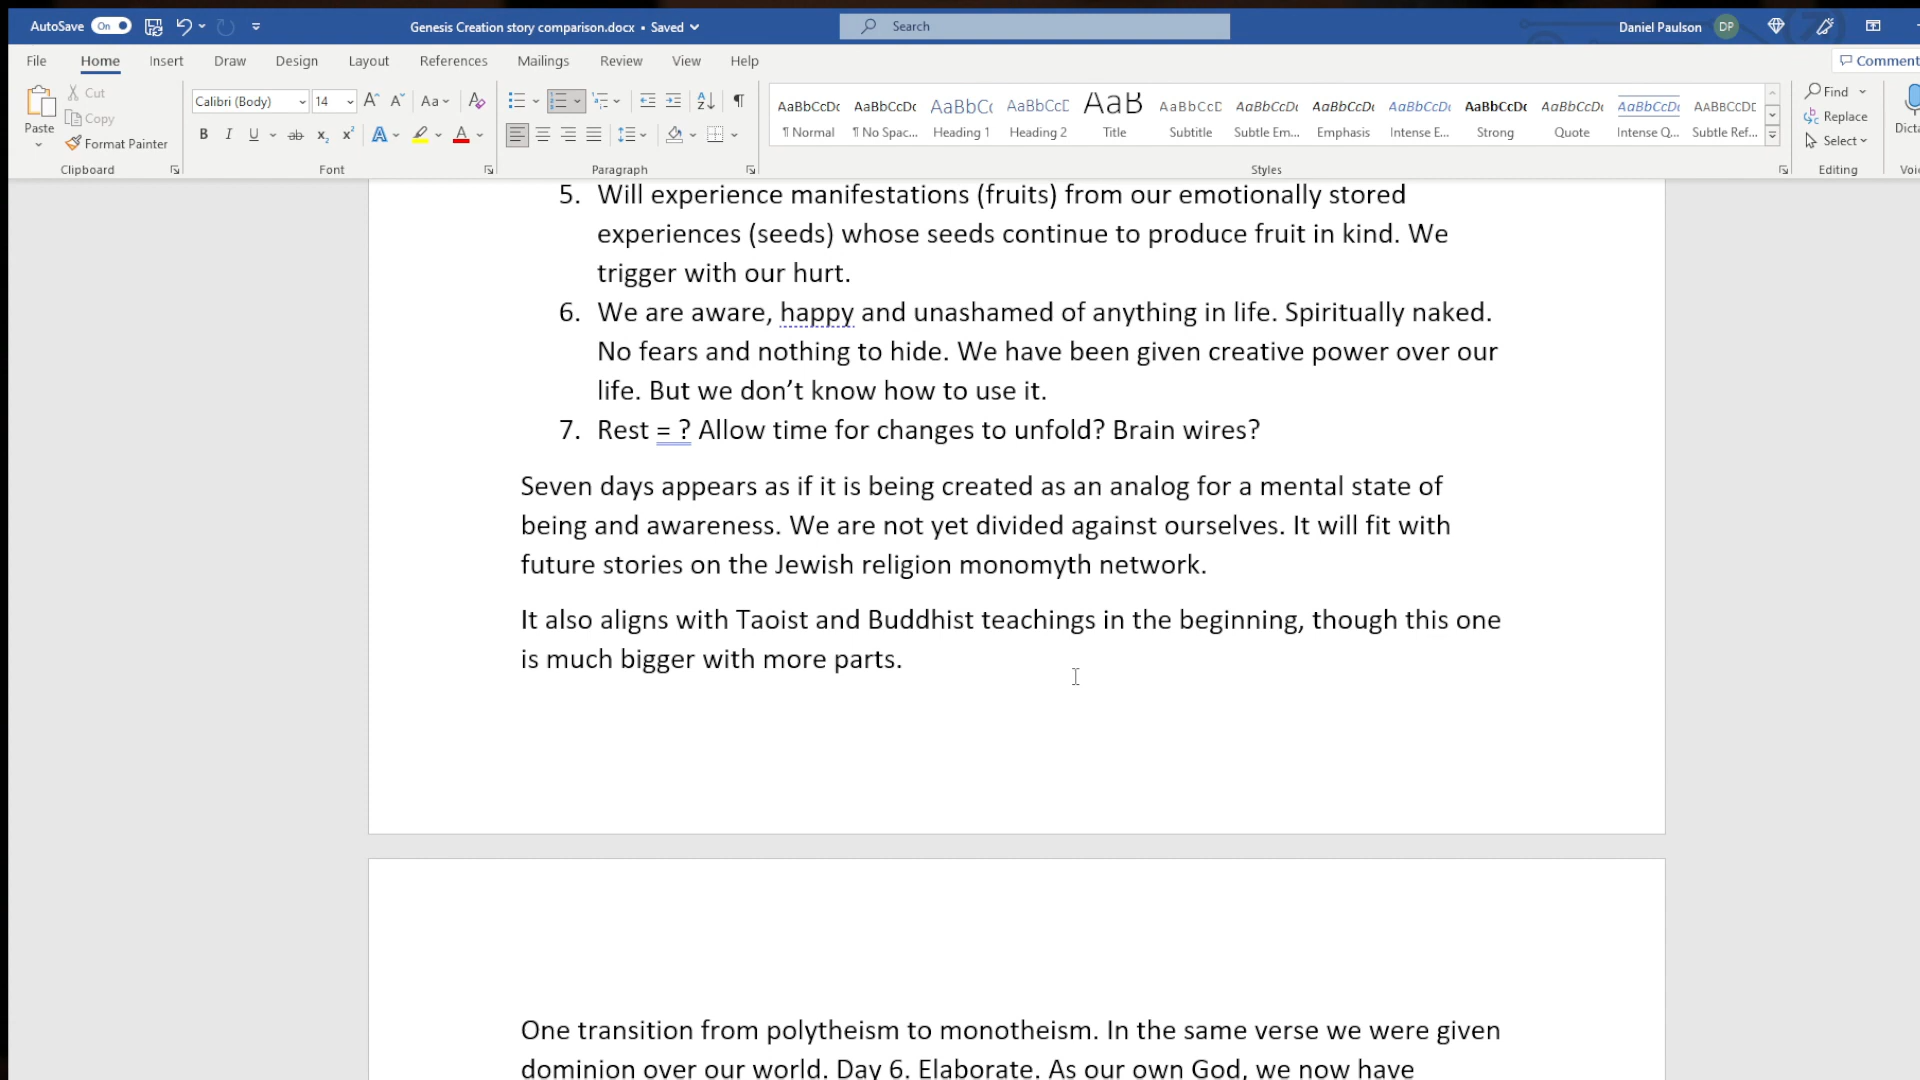 AutoSave On Genesis Creation story comparison.docx • Saved Search Daniel Paulson DP
File Home Insert Draw Design Layout References Mailings Review View Help Comment
Paste Cut Copy Format Painter
Calibri (Body) 14 Aa
B I U ab x₂ x² A A
AaBbCcDc AaBbCcDc AaBbC( AaBbCcD AaB AaBbCcD AaBbCcDc AaBbCcDc AaBbCcDc AaBbCcDc AaBbCcDc AaBbCcDc AABBCCDD
¶ Normal ¶ No Spac... Heading 1 Heading 2 Title Subtitle Subtle Em... Emphasis Intense E... Strong Quote Intense Q... Subtle Ref...
Find
Replace
Select
Dicta
Clipboard Font Paragraph Styles Editing Voi
5. Will experience manifestations (fruits) from our emotionally stored
experiences (seeds) whose seeds continue to produce fruit in kind. We
trigger with our hurt.
6. We are aware, happy and unashamed of anything in life. Spiritually naked.
No fears and nothing to hide. We have been given creative power over our
life. But we don’t know how to use it.
7. Rest = ? Allow time for changes to unfold? Brain wires?
Seven days appears as if it is being created as an analog for a mental state of
being and awareness. We are not yet divided against ourselves. It will fit with
future stories on the Jewish religion monomyth network.
It also aligns with Taoist and Buddhist teachings in the beginning, though this one
is much bigger with more parts.
One transition from polytheism to monotheism. In the same verse we were given
dominion over our world. Day 6. Elaborate. As our own God, we now have